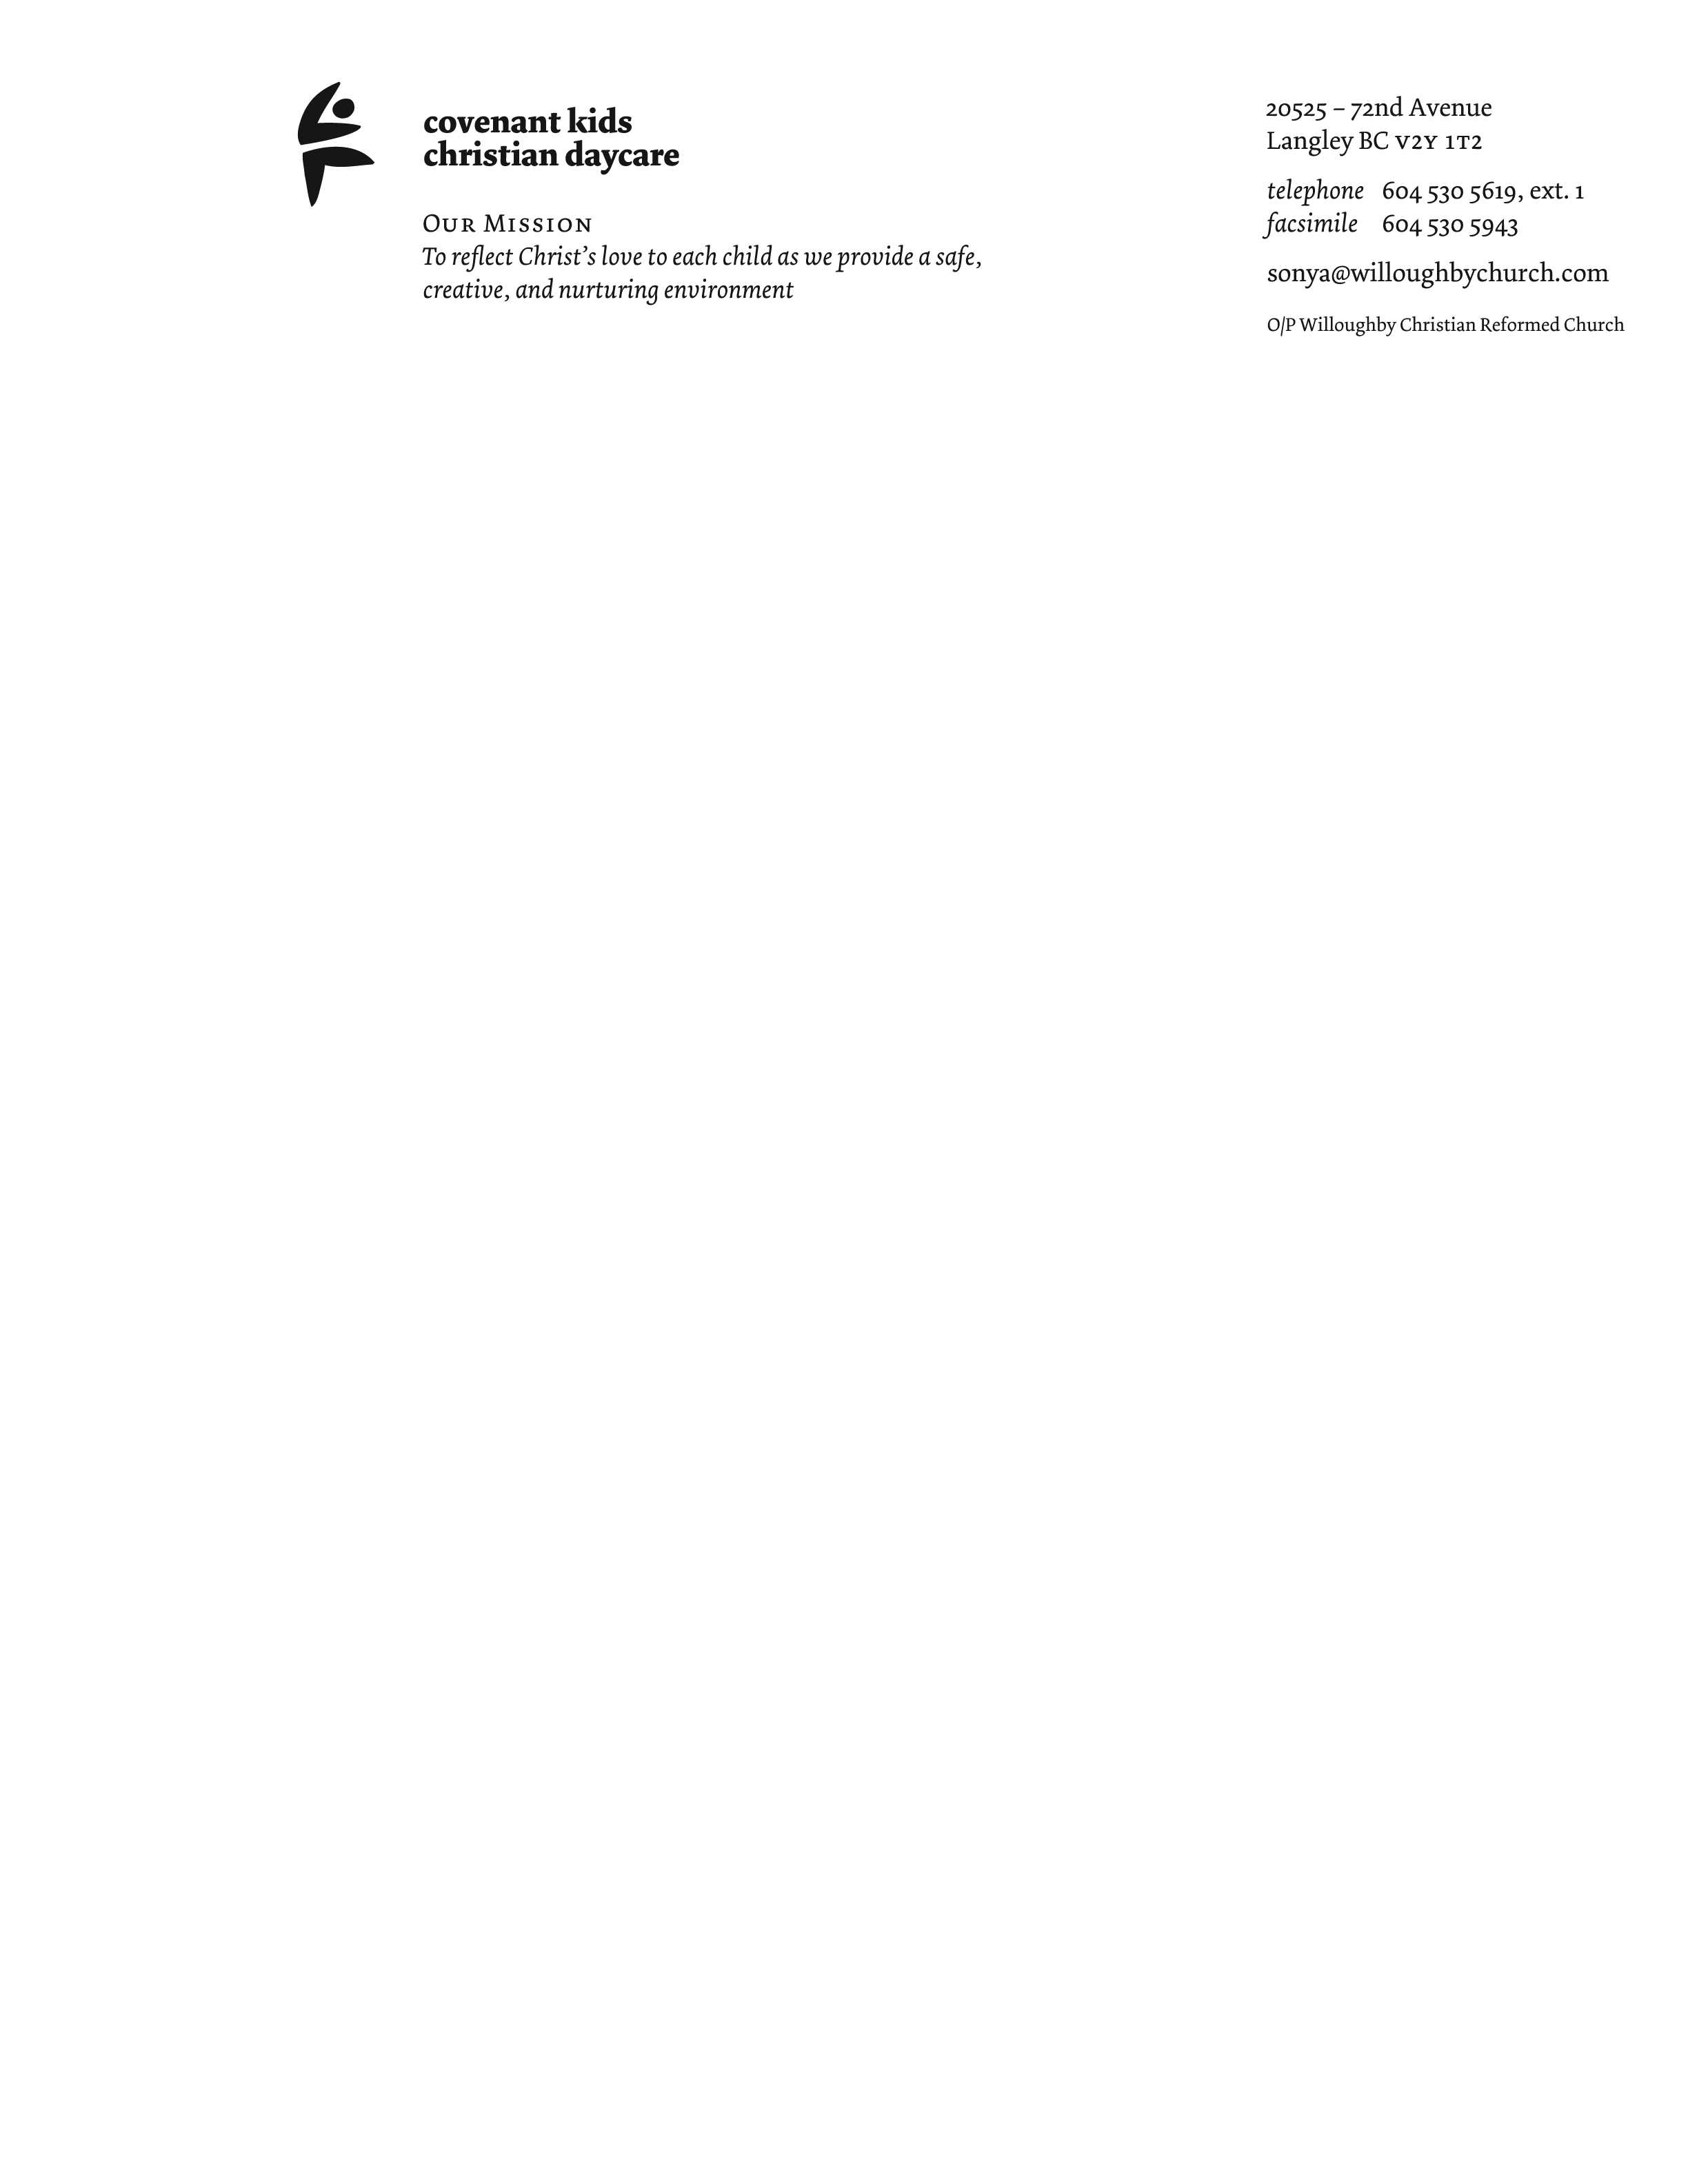 covenant kids
christian daycare
Our Mission
To reflect Christ’s love to each child as we provide a safe,
creative, and nurturing environment
20525 – 72nd Avenue
Langley BC V2Y 1T2
telephone 604 530 5619, ext. 1
facsimile 604 530 5943
sonya@willoughbychurch.com
O/P Willoughby Christian Reformed Church